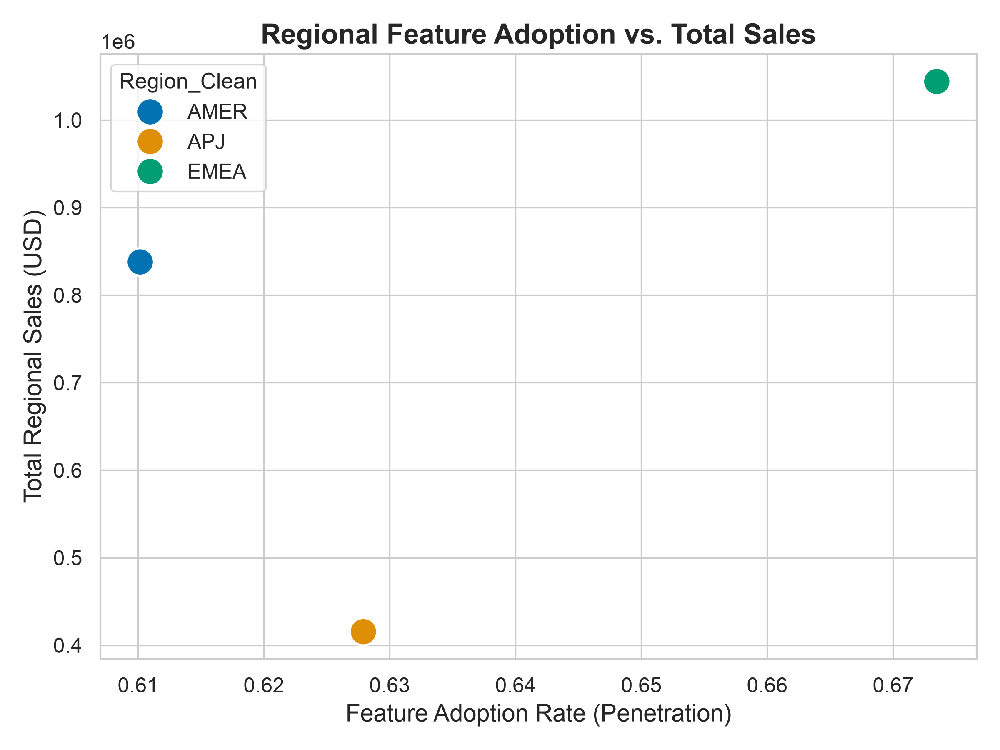 Regional Feature Adoption vs. Total Sales
1e6
Region_Clean
AMER
APJ
EMEA
1.0
0.9
0.8
0.7
0.6
0.5
0.4
Total Regional Sales (USD)
0.61 0.62 0.63 0.64 0.65 0.66 0.67
Feature Adoption Rate (Penetration)